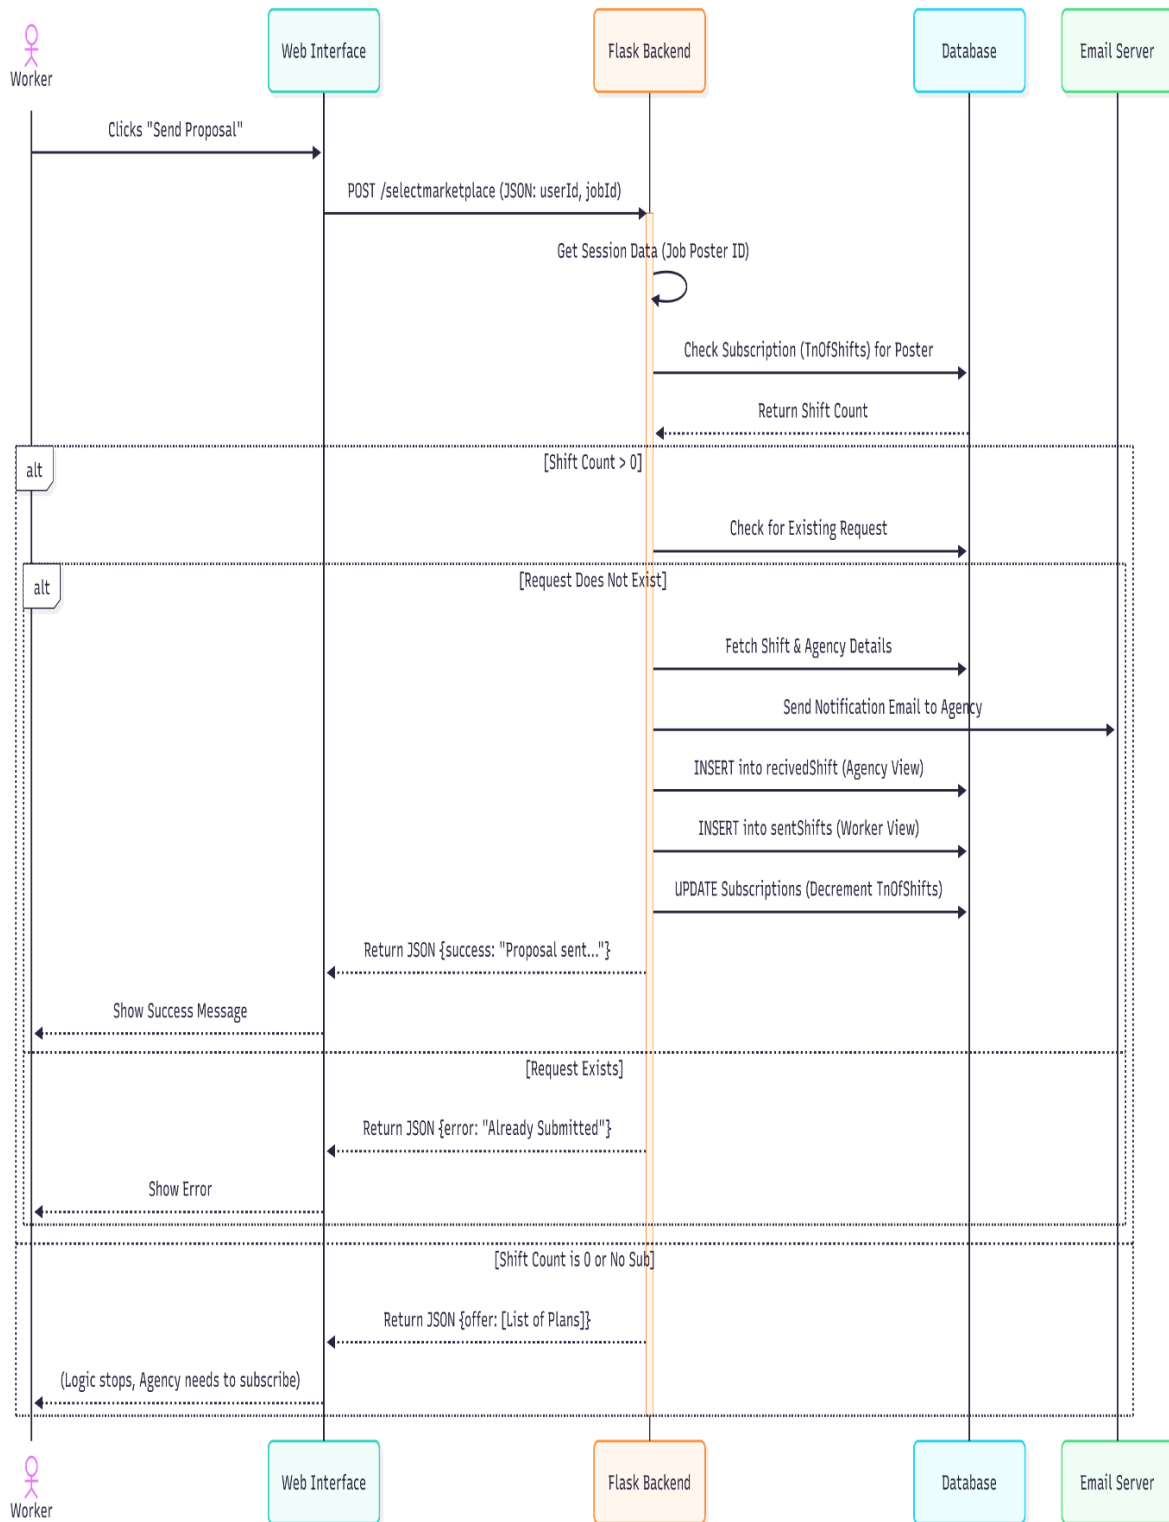 Worker
Web Interface
Flask Backend
Database
Email Server
Clicks "Send Proposal"
POST /selectmarketplace (JSON: userId, jobId)
Get Session Data (Job Poster ID)
Check Subscription (TnOfShifts) for Poster
Return Shift Count
alt
[Shift Count > 0]
Check for Existing Request
alt
[Request Does Not Exist]
Fetch Shift & Agency Details
Send Notification Email to Agency
INSERT into recivedShift (Agency View)
INSERT into sentShifts (Worker View)
UPDATE Subscriptions (Decrement TnOfShifts)
Return JSON {success: "Proposal sent..."}
Show Success Message
[Request Exists]
Return JSON {error: "Already Submitted"}
Show Error
[Shift Count is 0 or No Sub]
Return JSON {offer: [List of Plans]}
(Logic stops, Agency needs to subscribe)
Worker
Web Interface
Flask Backend
Database
Email Server